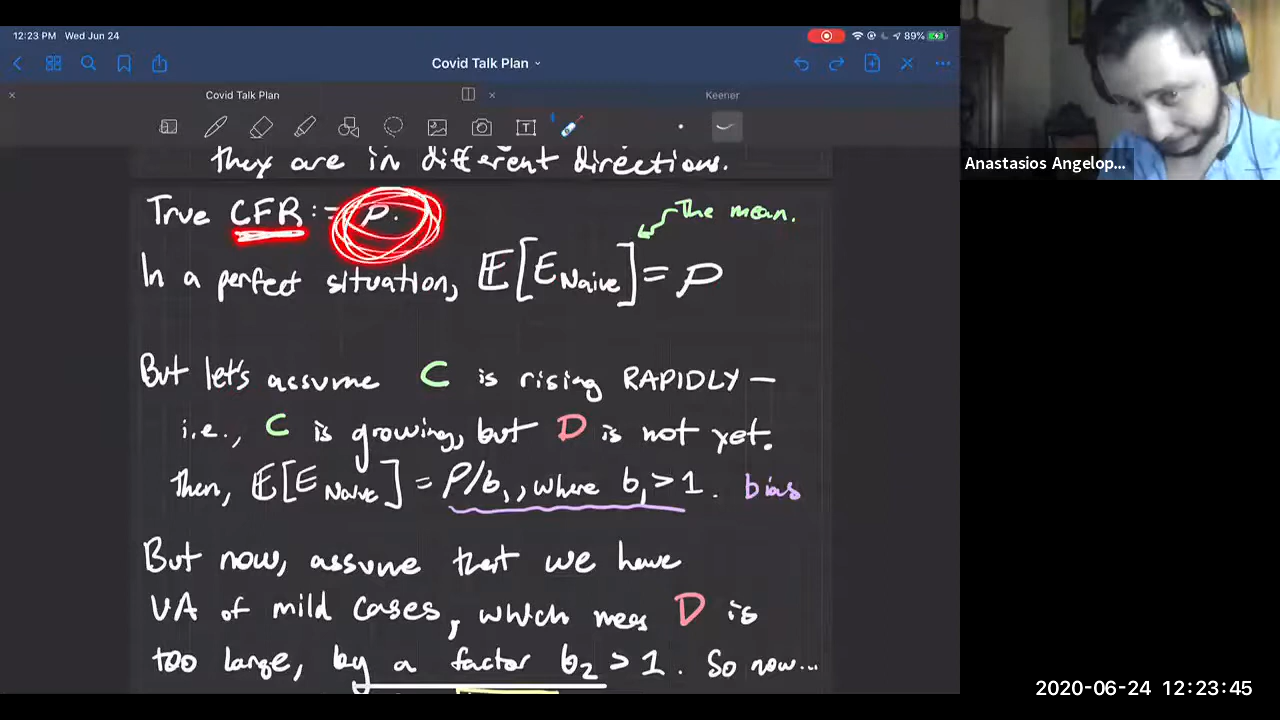 12:23 PM Wed Jun 24
89%
Covid Talk Plan
Covid Talk Plan
Keener
Anastasios Angelop...
they are in different directions.
True CFR := p.
The mean.
In a perfect situation, 𝔼[E_Naive] = p
But let's assume C is rising RAPIDLY —
i.e., C is growing, but D is not yet.
then, 𝔼[E_Naive] = P/b₁, where b₁ > 1. bias
But now, assume that we have
UA of mild cases, which means D is
too large, by a factor b₂ > 1. So now...
2020-06-24 12:23:45